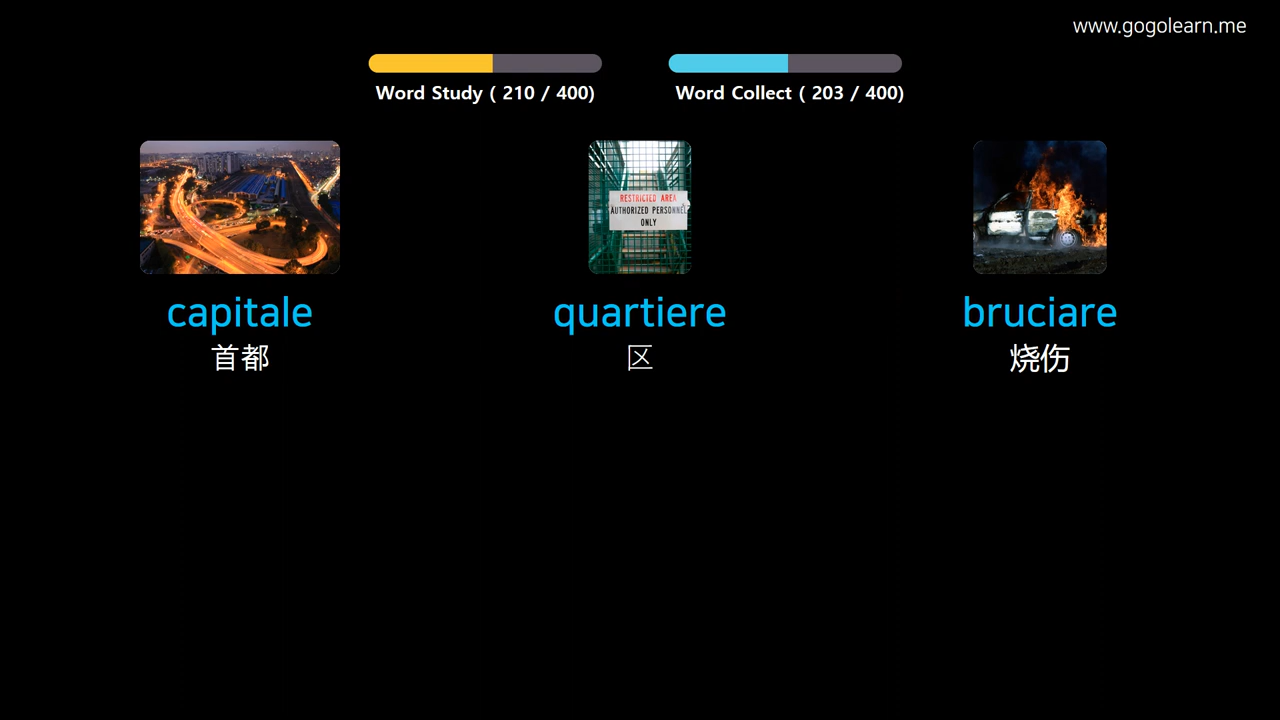 www.gogolearn.me
Word Study ( 210 / 400)
Word Collect ( 203 / 400)
RESTRICTED AREA
AUTHORIZED PERSONNEL
ONLY
capitale
quartiere
bruciare
首都
区
烧伤